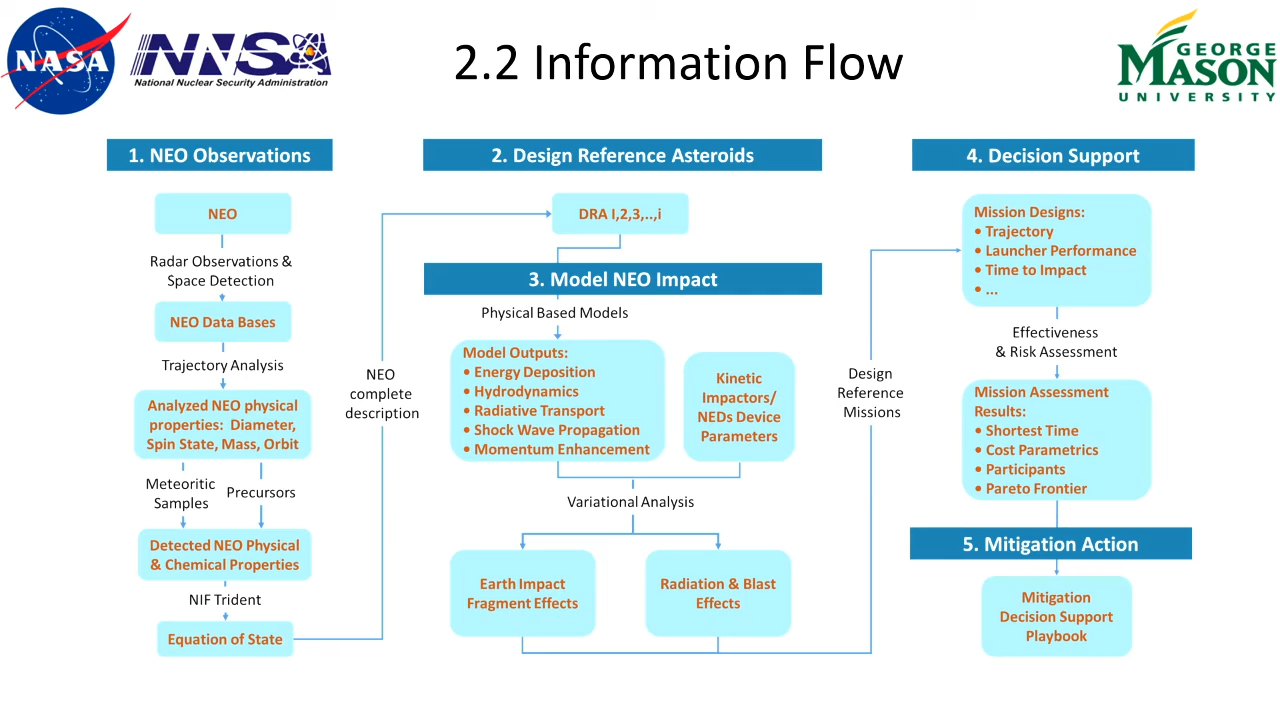 NASA
NNSA
National Nuclear Security Administration
2.2 Information Flow
GEORGE
MASON
UNIVERSITY
1. NEO Observations
NEO
Radar Observations &
Space Detection
NEO Data Bases
Trajectory Analysis
Analyzed NEO physical
properties: Diameter,
Spin State, Mass, Orbit
Meteoritic
Samples
Precursors
Detected NEO Physical
& Chemical Properties
NIF Trident
Equation of State
NEO
complete
description
2. Design Reference Asteroids
DRA I,2,3,..,i
3. Model NEO Impact
Physical Based Models
Model Outputs:
• Energy Deposition
• Hydrodynamics
• Radiative Transport
• Shock Wave Propagation
• Momentum Enhancement
Kinetic
Impactors/
NEDs Device
Parameters
Variational Analysis
Earth Impact
Fragment Effects
Radiation & Blast
Effects
Design
Reference
Missions
4. Decision Support
Mission Designs:
• Trajectory
• Launcher Performance
• Time to Impact
• ...
Effectiveness
& Risk Assessment
Mission Assessment
Results:
• Shortest Time
• Cost Parametrics
• Participants
• Pareto Frontier
5. Mitigation Action
Mitigation
Decision Support
Playbook